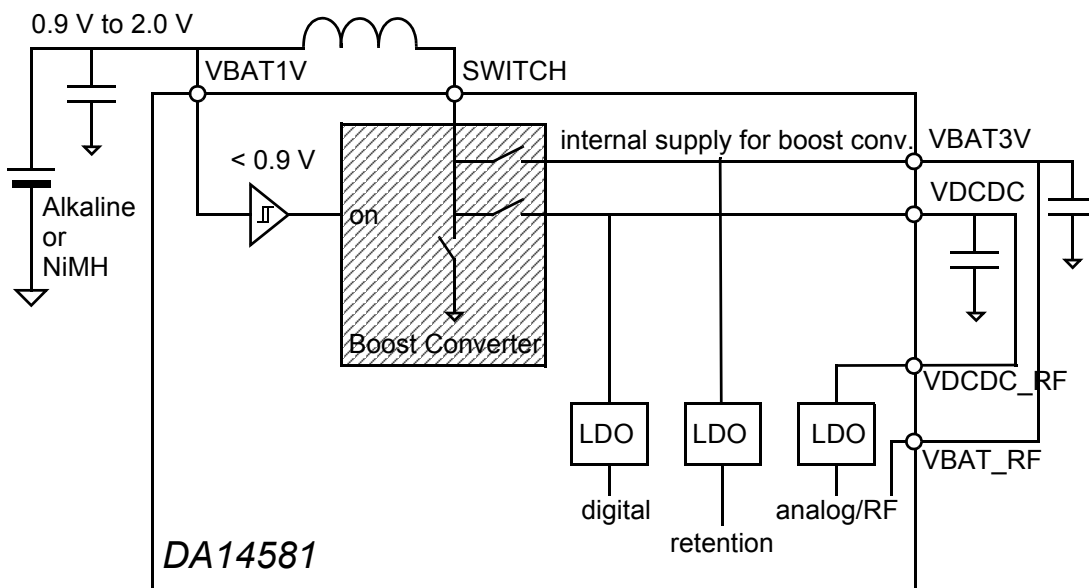 0.9 V to 2.0 V
VBAT1V
SWITCH
< 0.9 V
internal supply for boost conv.
VBAT3V
VDCDC
Alkaline
or
NiMH
on
Boost Converter
VDCDC_RF
LDO
LDO
LDO
VBAT_RF
digital
analog/RF
retention
DA14581